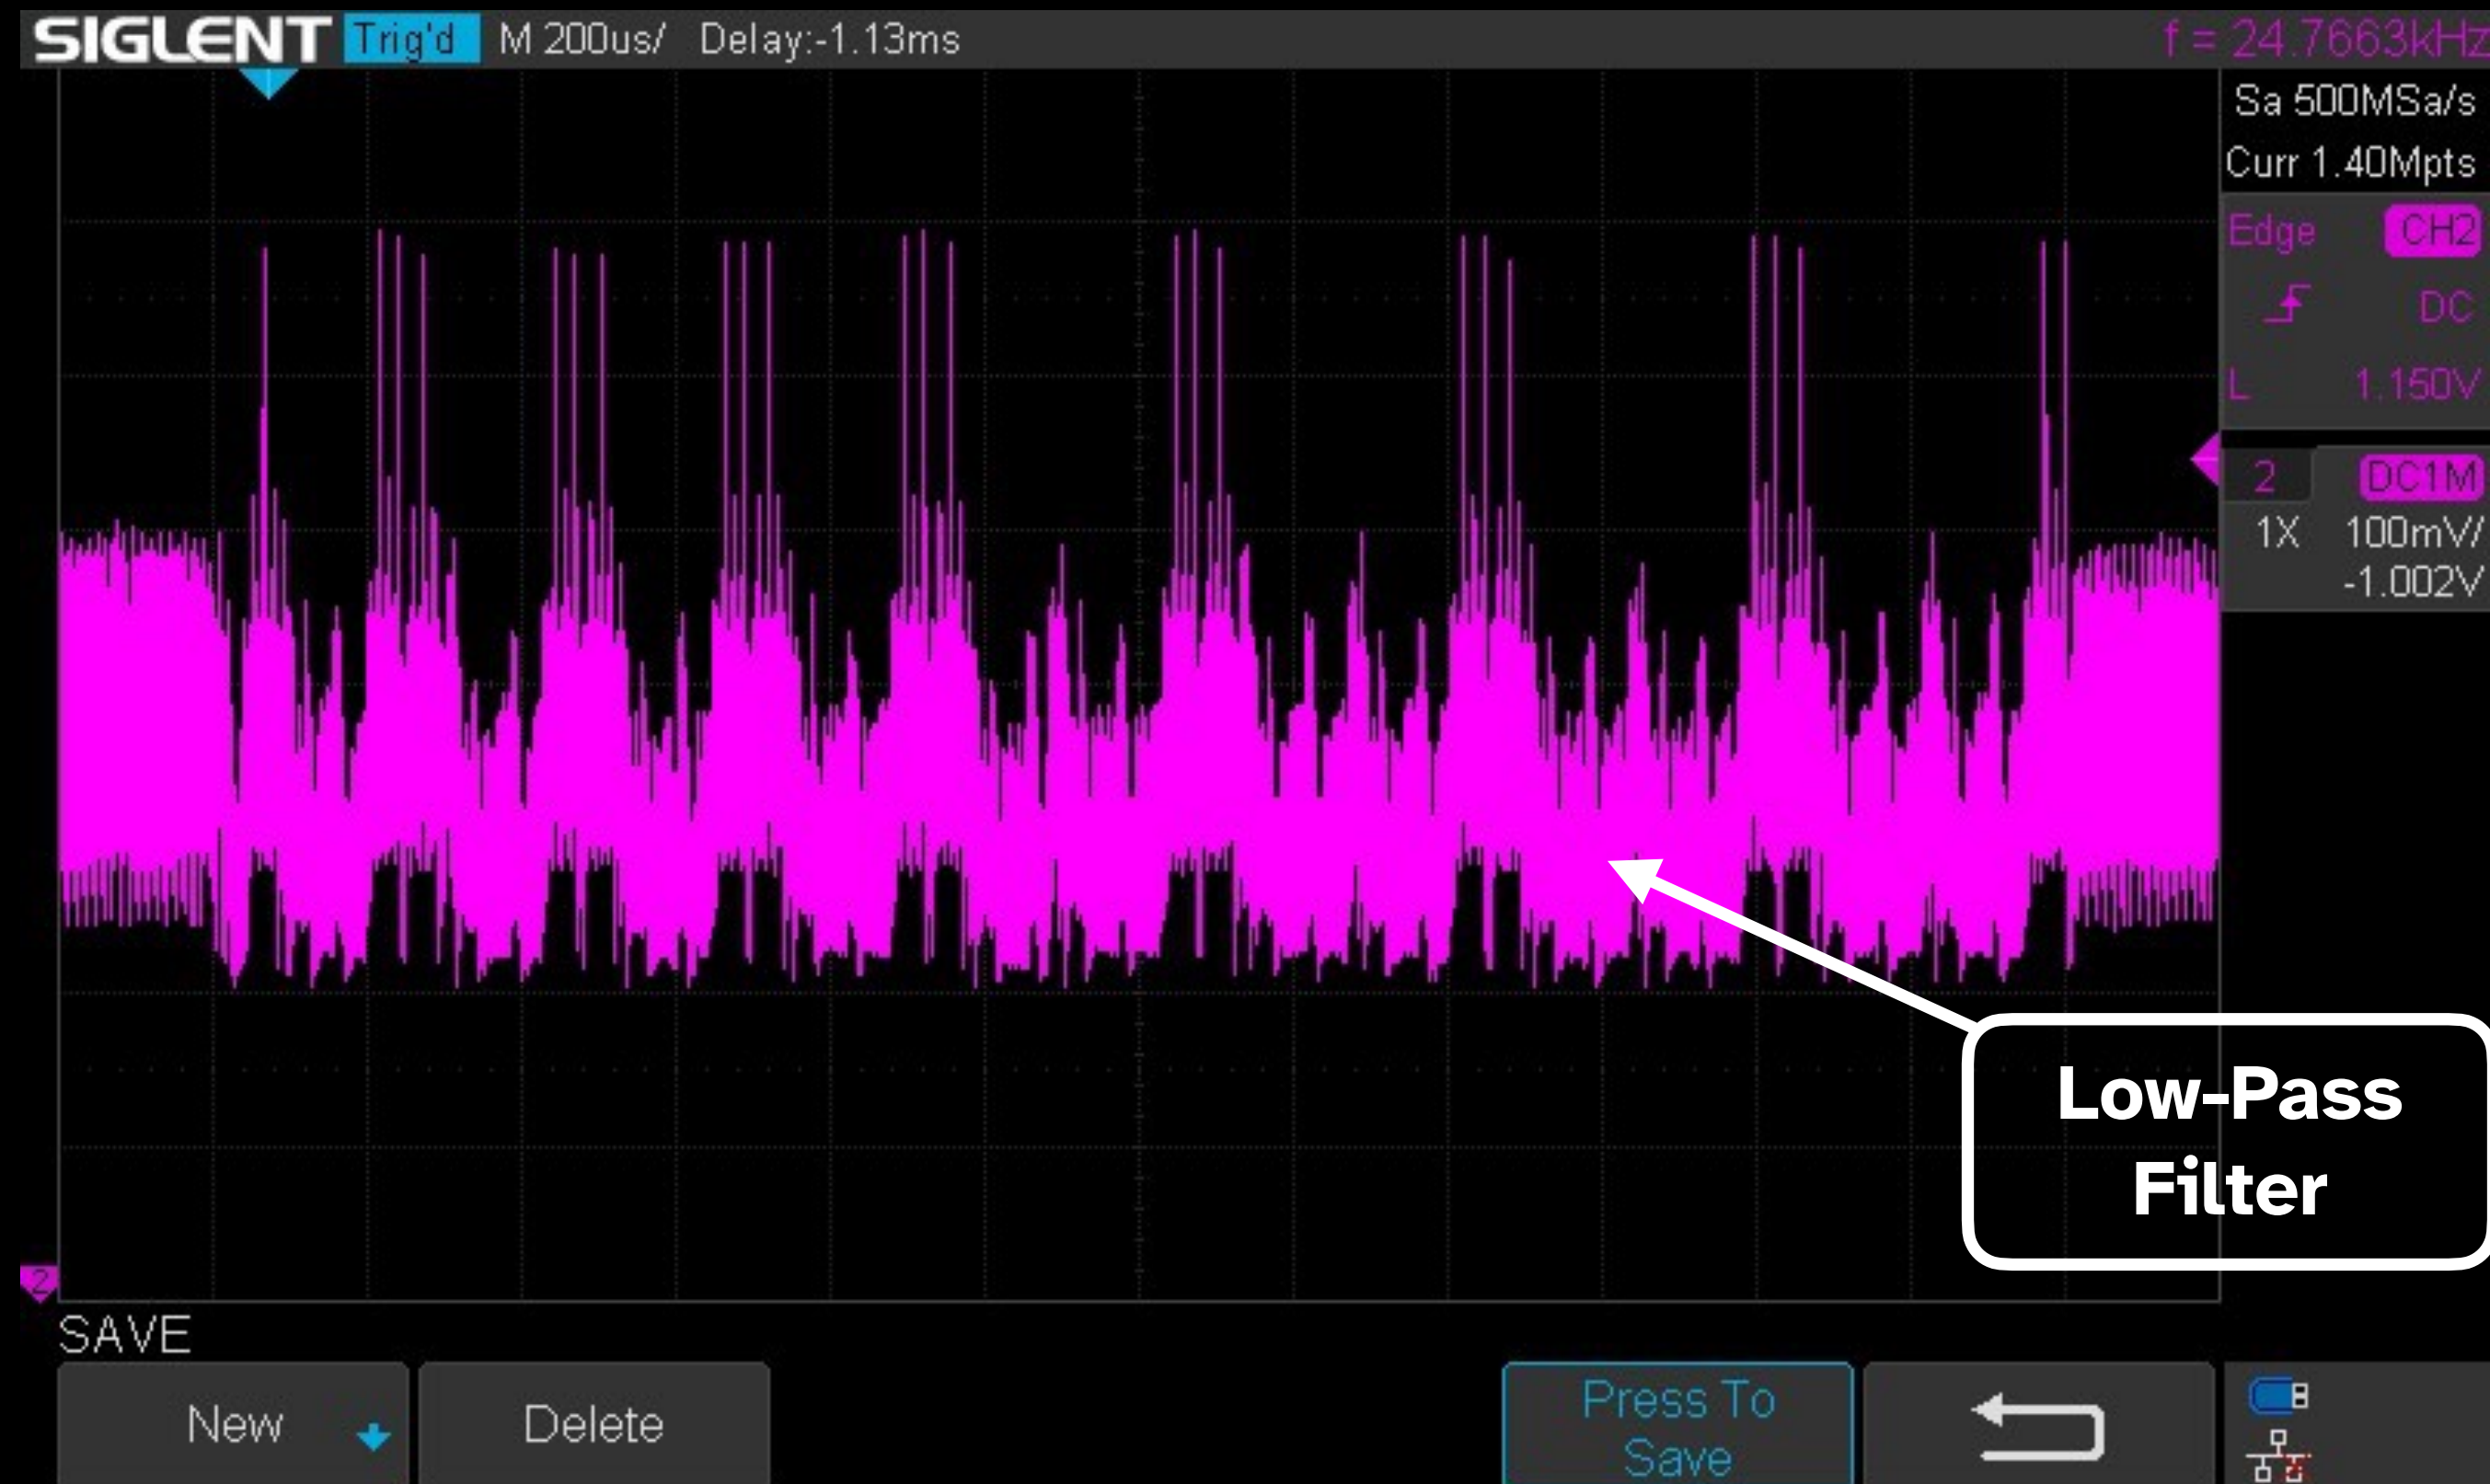 SIGLENT Trig'd M 200us/ Delay:-1.13ms f = 24.7663kHz
Sa 500MSa/s
Curr 1.40Mpts
Edge CH2
DC
L 1.150V
2 DC1M
1X 100mV/
-1.002V
Low-Pass
Filter
2
SAVE
New Delete Press To
Save